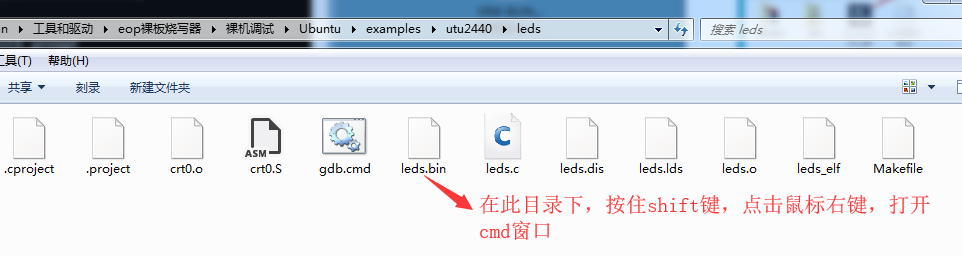 n ▸ 工具和驱动 ▸ eop裸板烧写器 ▸ 裸机调试 ▸ Ubuntu ▸ examples ▸ utu2440 ▸ leds
搜索 leds
工具(T) 帮助(H)
共享 刻录 新建文件夹
ASM
C
.cproject .project crt0.o crt0.S gdb.cmd leds.bin leds.c leds.dis leds.lds leds.o leds_elf Makefile
在此目录下，按住shift键，点击鼠标右键，打开
cmd窗口